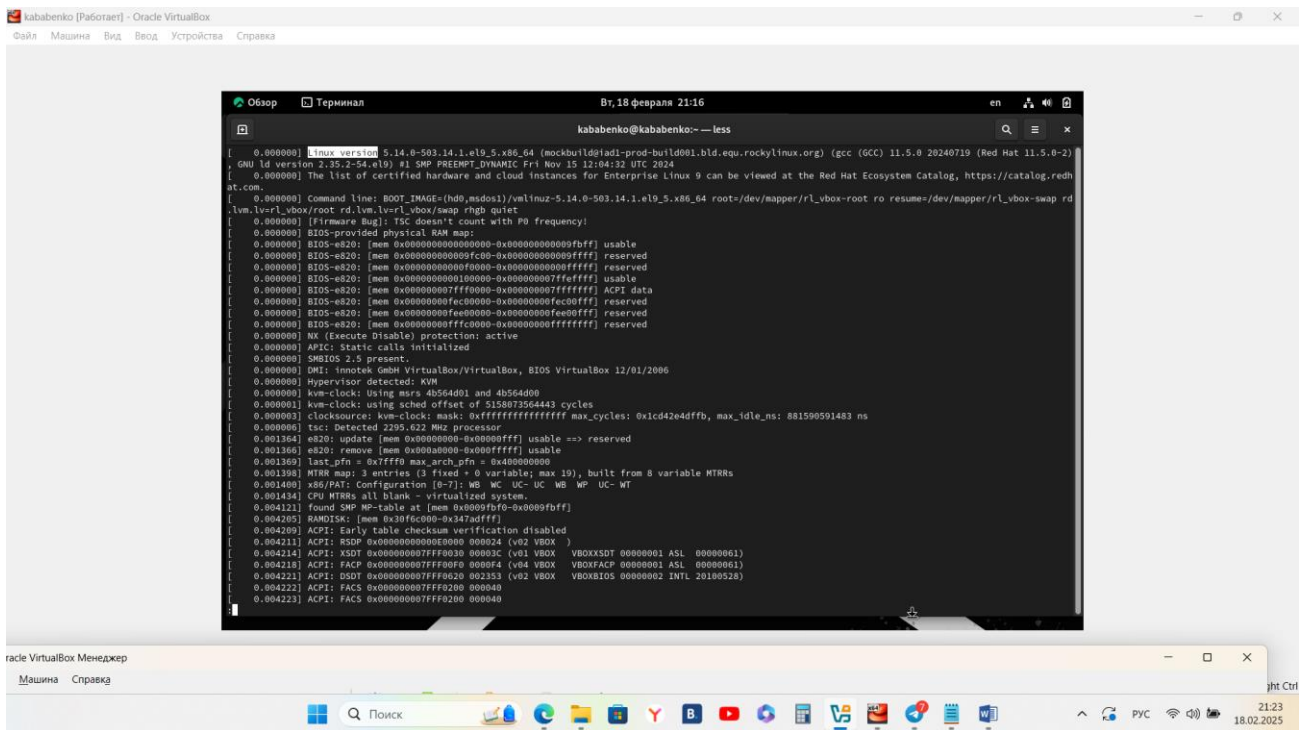 kababenko [Работает] - Oracle VirtualBox
Файл Машина Вид Ввод Устройства Справка
Обзор Терминал Вт, 18 февраля 21:16 en
kababenko@kababenko:~ — less
[ 0.000000] Linux version 5.14.0-503.14.1.el9_5.x86_64 (mockbuild@iad1-prod-build001.bld.equ.rockylinux.org) (gcc (GCC) 11.5.0 20240719 (Red Hat 11.5.0-2)
, GNU ld version 2.35.2-54.el9) #1 SMP PREEMPT_DYNAMIC Fri Nov 15 12:04:32 UTC 2024
[ 0.000000] The list of certified hardware and cloud instances for Enterprise Linux 9 can be viewed at the Red Hat Ecosystem Catalog, https://catalog.redh
at.com.
[ 0.000000] Command line: BOOT_IMAGE=(hd0,msdos1)/vmlinuz-5.14.0-503.14.1.el9_5.x86_64 root=/dev/mapper/rl_vbox-root ro resume=/dev/mapper/rl_vbox-swap rd
.lvm.lv=rl_vbox/root rd.lvm.lv=rl_vbox/swap rhgb quiet
[ 0.000000] [Firmware Bug]: TSC doesn't count with P0 frequency!
[ 0.000000] BIOS-provided physical RAM map:
[ 0.000000] BIOS-e820: [mem 0x0000000000000000-0x000000000009fbff] usable
[ 0.000000] BIOS-e820: [mem 0x000000000009fc00-0x000000000009ffff] reserved
[ 0.000000] BIOS-e820: [mem 0x00000000000f0000-0x00000000000fffff] reserved
[ 0.000000] BIOS-e820: [mem 0x0000000000100000-0x000000007ffeffff] usable
[ 0.000000] BIOS-e820: [mem 0x000000007fff0000-0x000000007fffffff] ACPI data
[ 0.000000] BIOS-e820: [mem 0x00000000fec00000-0x00000000fec00fff] reserved
[ 0.000000] BIOS-e820: [mem 0x00000000fee00000-0x00000000fee00fff] reserved
[ 0.000000] BIOS-e820: [mem 0x00000000fffc0000-0x00000000ffffffff] reserved
[ 0.000000] NX (Execute Disable) protection: active
[ 0.000000] APIC: Static calls initialized
[ 0.000000] SMBIOS 2.5 present.
[ 0.000000] DMI: innotek GmbH VirtualBox/VirtualBox, BIOS VirtualBox 12/01/2006
[ 0.000000] Hypervisor detected: KVM
[ 0.000000] kvm-clock: Using msrs 4b564d01 and 4b564d00
[ 0.000001] kvm-clock: using sched offset of 5158073564443 cycles
[ 0.000003] clocksource: kvm-clock: mask: 0xffffffffffffffff max_cycles: 0x1cd42e4dffb, max_idle_ns: 881590591483 ns
[ 0.000006] tsc: Detected 2295.622 MHz processor
[ 0.001364] e820: update [mem 0x00000000-0x00000fff] usable ==> reserved
[ 0.001366] e820: remove [mem 0x000a0000-0x000fffff] usable
[ 0.001369] last_pfn = 0x7fff0 max_arch_pfn = 0x400000000
[ 0.001398] MTRR map: 3 entries (3 fixed + 0 variable; max 19), built from 8 variable MTRRs
[ 0.001400] x86/PAT: Configuration [0-7]: WB WC UC- UC WB WP UC- WT
[ 0.001434] CPU MTRRs all blank - virtualized system.
[ 0.004121] found SMP MP-table at [mem 0x0009fbf0-0x0009fbff]
[ 0.004205] RAMDISK: [mem 0x30f6c000-0x347adfff]
[ 0.004209] ACPI: Early table checksum verification disabled
[ 0.004211] ACPI: RSDP 0x00000000000E0000 000024 (v02 VBOX )
[ 0.004214] ACPI: XSDT 0x000000007FFF0030 00003C (v01 VBOX VBOXXSDT 00000001 ASL 00000061)
[ 0.004218] ACPI: FACP 0x000000007FFF00F0 0000F4 (v04 VBOX VBOXFACP 00000001 ASL 00000061)
[ 0.004221] ACPI: DSDT 0x000000007FFF0620 002353 (v02 VBOX VBOXBIOS 00000002 INTL 20100528)
[ 0.004222] ACPI: FACS 0x000000007FFF0200 000040
[ 0.004223] ACPI: FACS 0x000000007FFF0200 000040
:
racle VirtualBox Менеджер
Машина Справка
ght Ctrl
Поиск РУС 21:23
18.02.2025